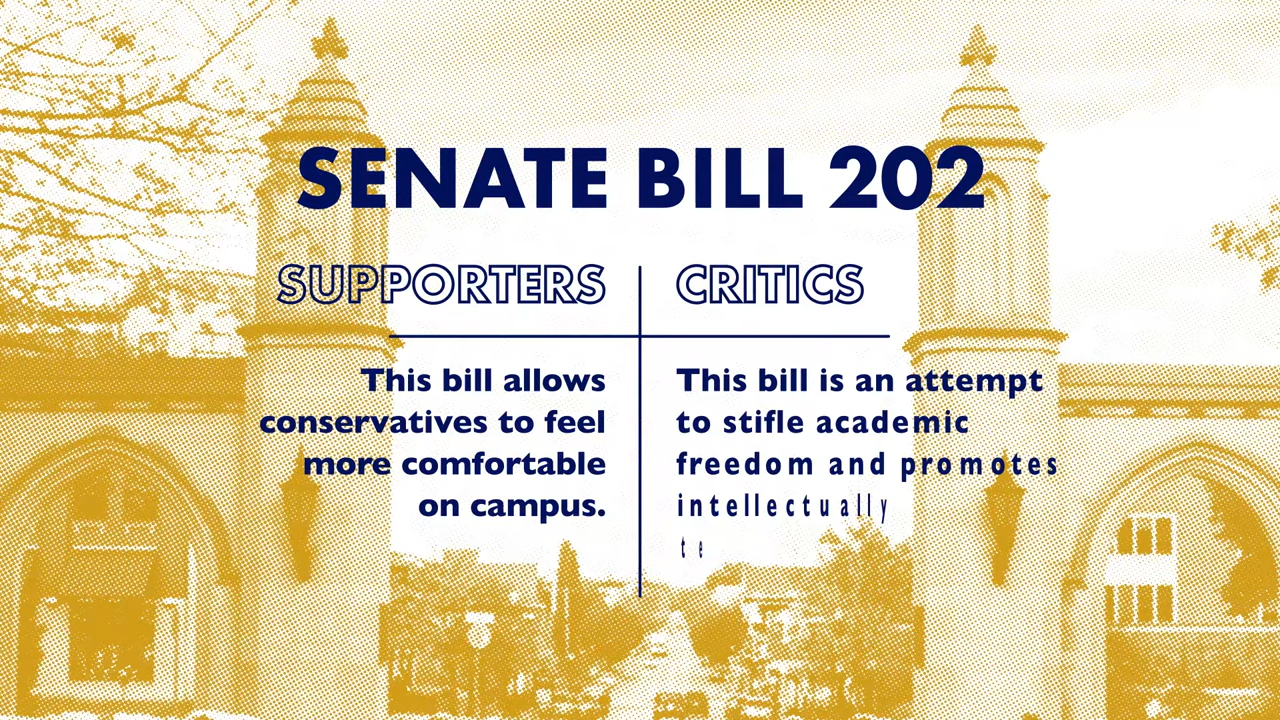 SENATE BILL 202
SUPPORTERS
This bill allows
conservatives to feel
more comfortable
on campus.
CRITICS
This bill is an attempt
to stifle academic
freedom and promotes
intellectually
te